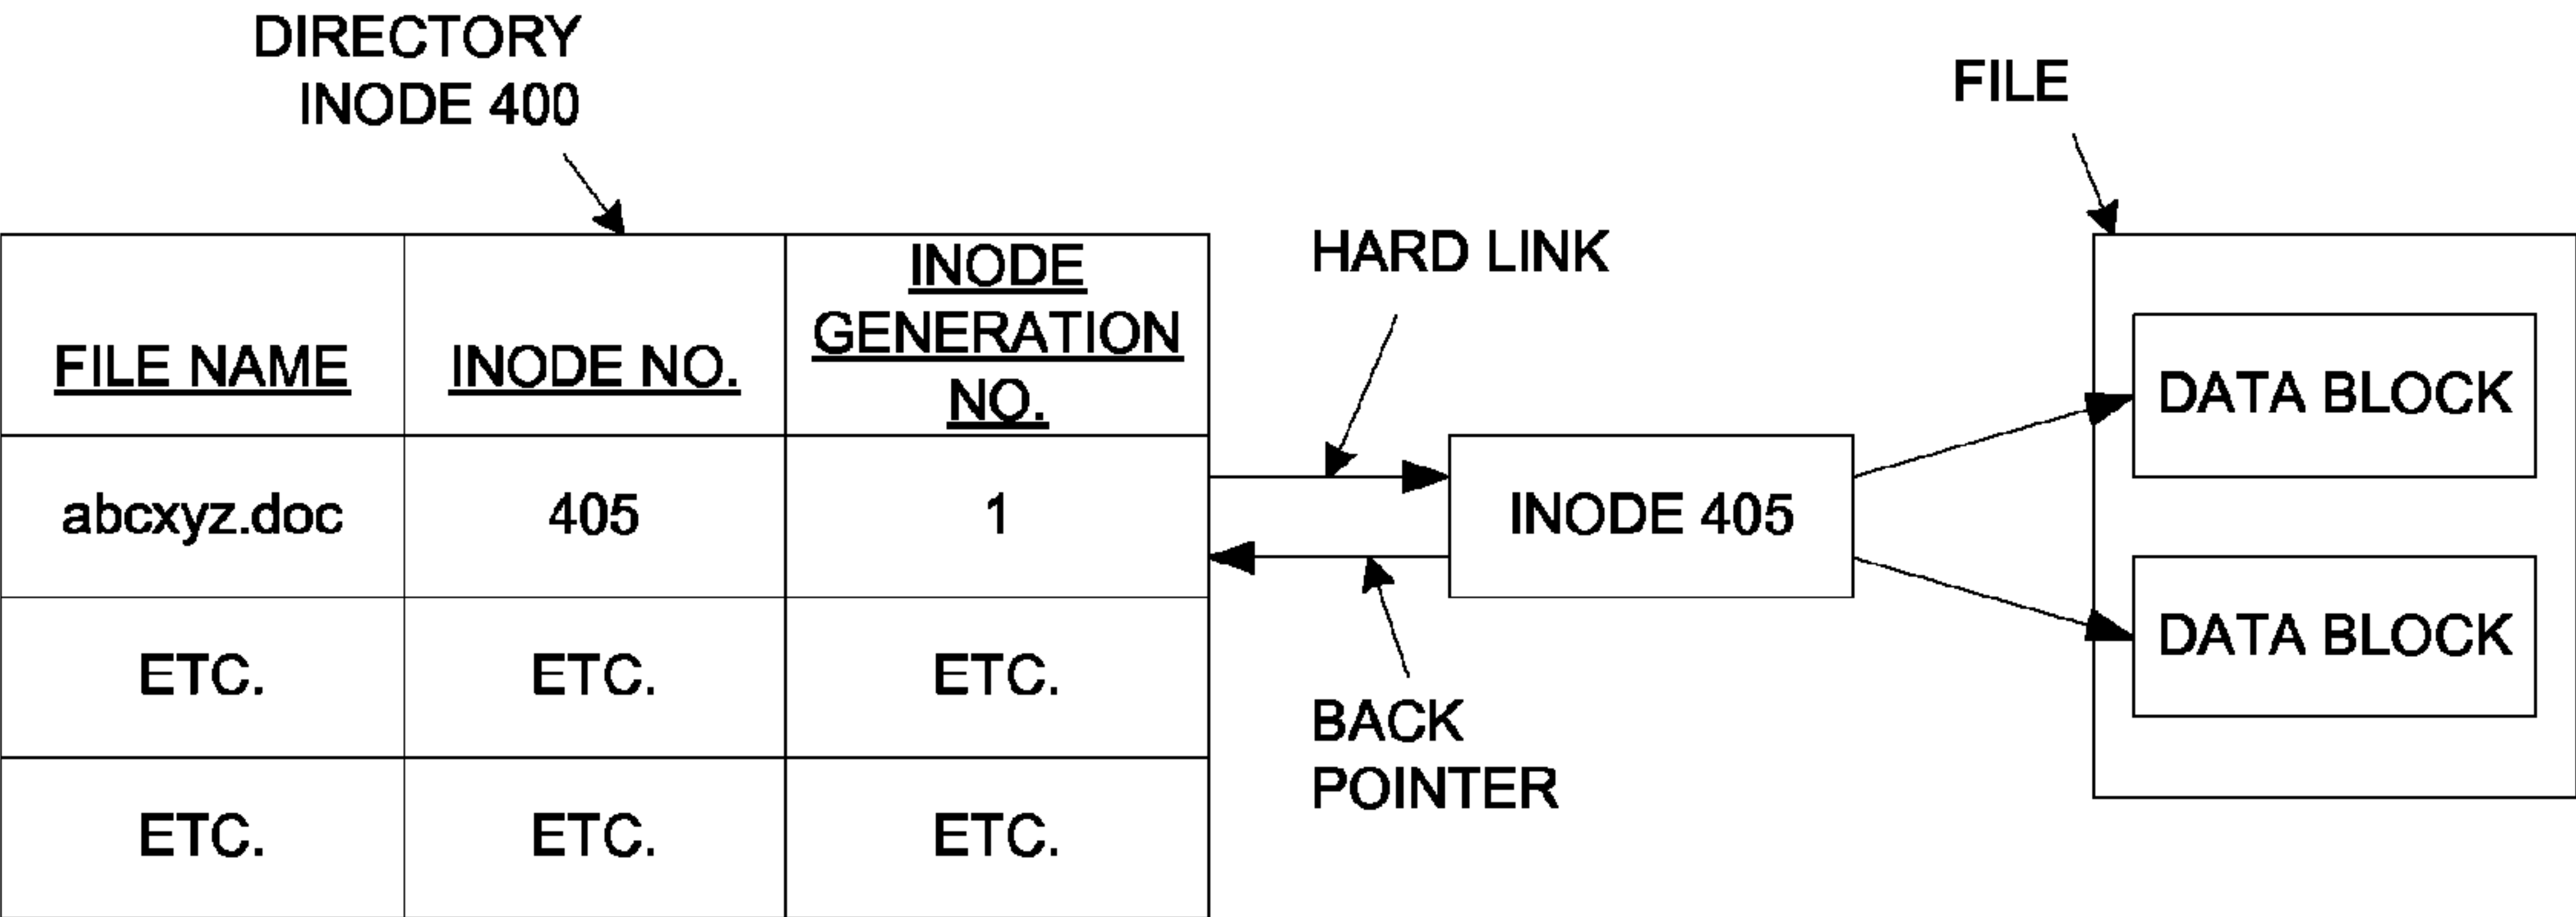 DIRECTORY
INODE 400
FILE
HARD LINK
FILE NAME
INODE NO.
INODE
GENERATION
NO.
abcxyz.doc
405
1
ETC.
ETC.
ETC.
ETC.
ETC.
ETC.
INODE 405
BACK
POINTER
DATA BLOCK
DATA BLOCK